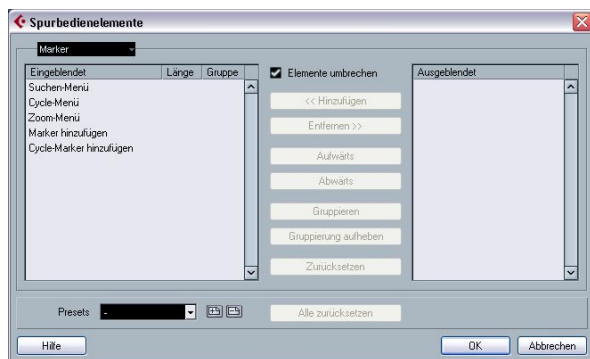 Spurbedienelemente
Marker
Eingeblendet Länge Gruppe
Suchen-Menü
Cycle-Menü
Zoom-Menü
Marker hinzufügen
Cycle-Marker hinzufügen
Elemente umbrechen
<< Hinzufügen
Entfernen >>
Aufwärts
Abwärts
Gruppieren
Gruppierung aufheben
Zurücksetzen
Ausgeblendet
Presets -
Alle zurücksetzen
Hilfe OK Abbrechen